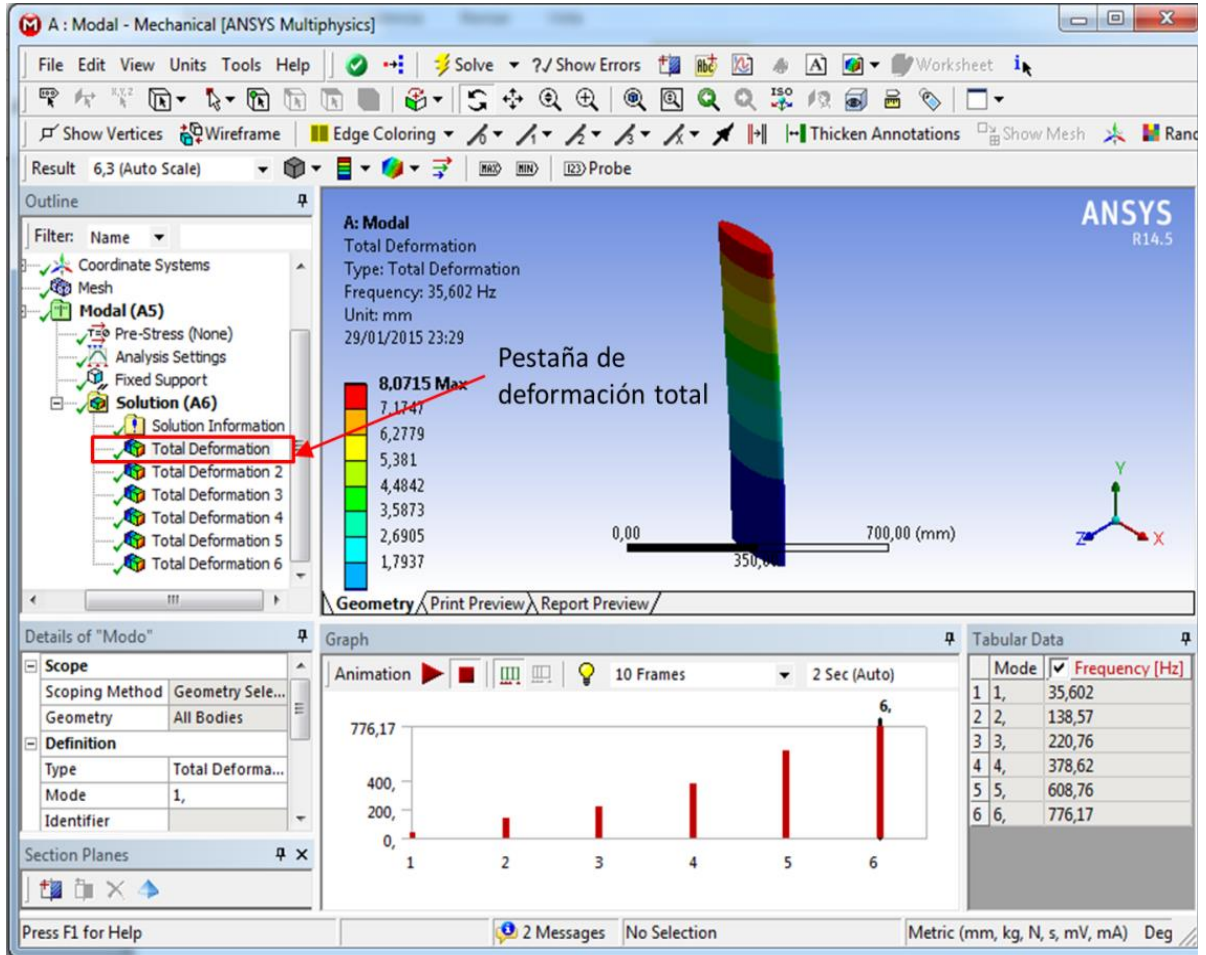 A : Modal - Mechanical [ANSYS Multiphysics]
File Edit View Units Tools Help Solve ?/ Show Errors Worksheet
Show Vertices Wireframe Edge Coloring Thicken Annotations Show Mesh Rand
Result 6,3 (Auto Scale) MAX MIN Probe
Outline
Filter: Name
Coordinate Systems
Mesh
Modal (A5)
Pre-Stress (None)
Analysis Settings
Fixed Support
Solution (A6)
Solution Information
Total Deformation
Total Deformation 2
Total Deformation 3
Total Deformation 4
Total Deformation 5
Total Deformation 6
A: Modal
Total Deformation
Type: Total Deformation
Frequency: 35,602 Hz
Unit: mm
29/01/2015 23:29
8,0715 Max
7,1747
6,2779
5,381
4,4842
3,5873
2,6905
1,7937
Pestaña de
deformación total
ANSYS
R14.5
0,00
700,00 (mm)
Y
Z
X
Geometry Print Preview Report Preview
Details of "Modo"
Scope
Scoping Method Geometry Sele...
Geometry All Bodies
Definition
Type Total Deforma...
Mode 1,
Identifier
Section Planes
Graph
Animation 10 Frames 2 Sec (Auto)
6,
776,17
400,
200,
0,
1 2 3 4 5 6
Tabular Data
Mode Frequency [Hz]
1 1, 35,602
2 2, 138,57
3 3, 220,76
4 4, 378,62
5 5, 608,76
6 6, 776,17
Press F1 for Help 2 Messages No Selection Metric (mm, kg, N, s, mV, mA) Deg